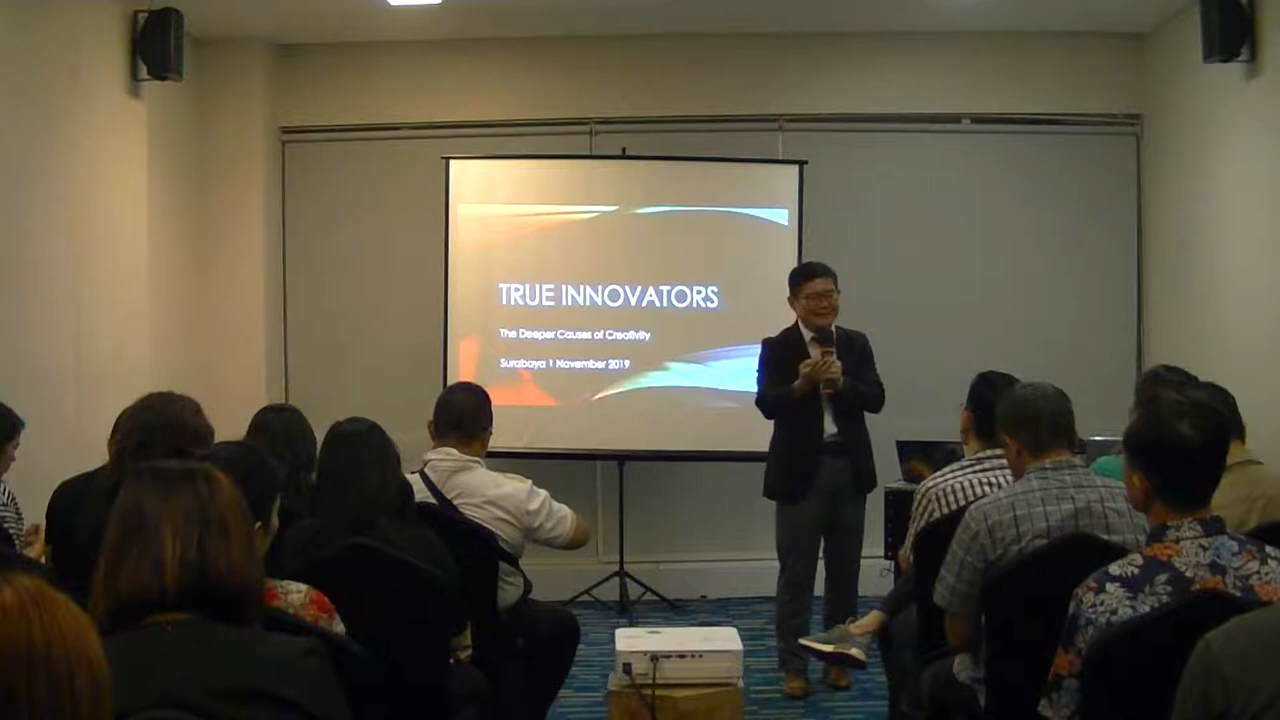 TRUE INNOVATORS
The Deeper Causes of Creativity
Surabaya 1 November 2019